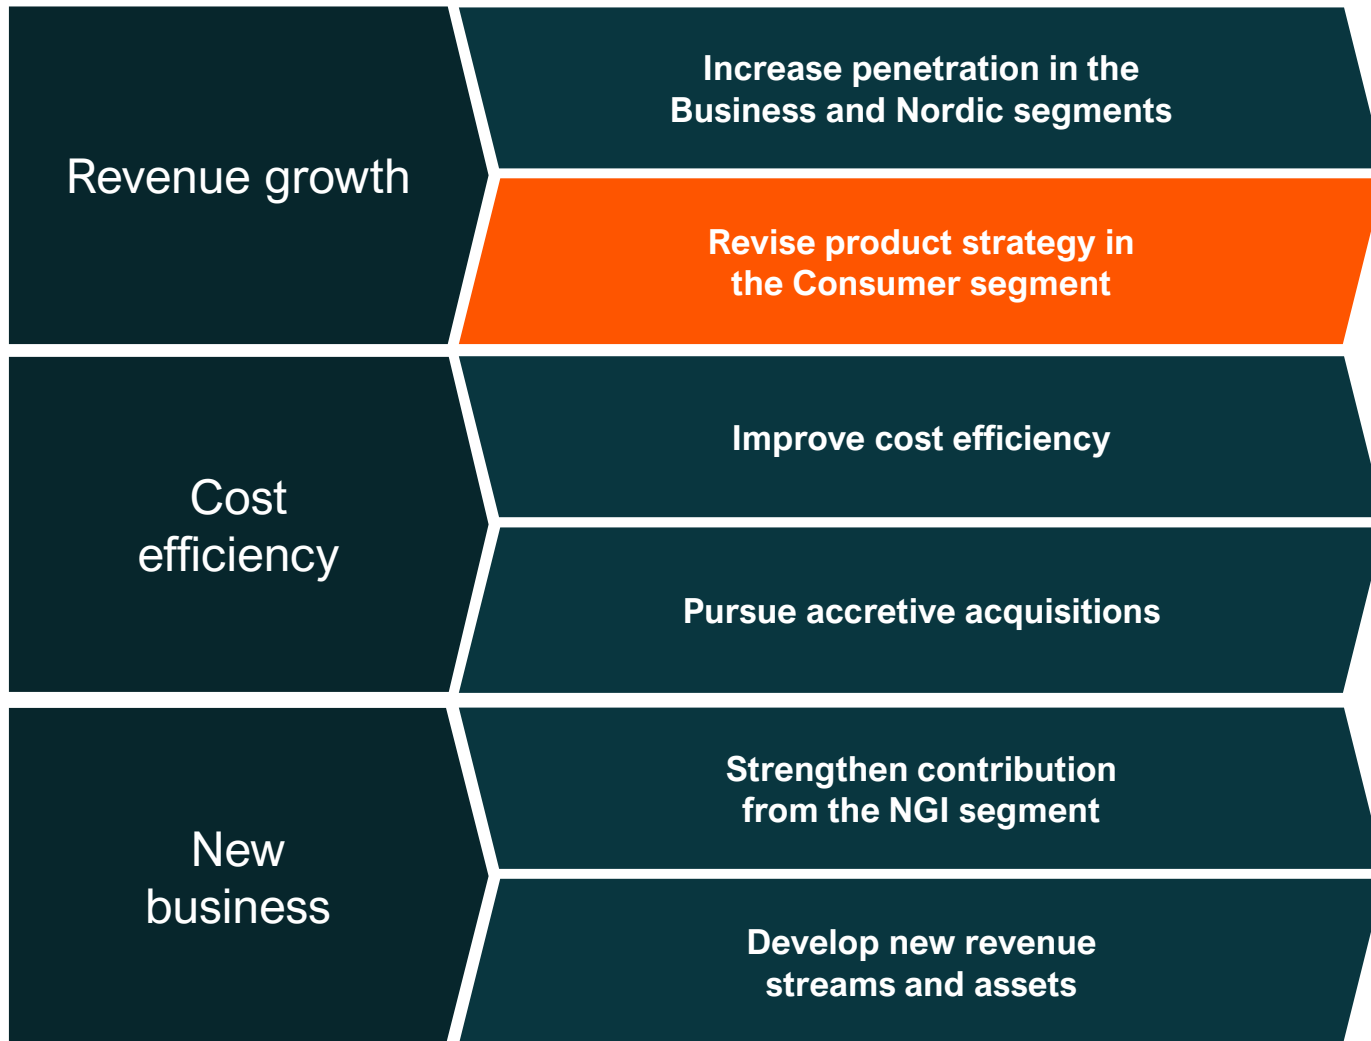 Revenue growth
Increase penetration in the
Business and Nordic segments
Revise product strategy in
the Consumer segment
Cost
efficiency
Improve cost efficiency
Pursue accretive acquisitions
New
business
Strengthen contribution
from the NGI segment
Develop new revenue
streams and assets